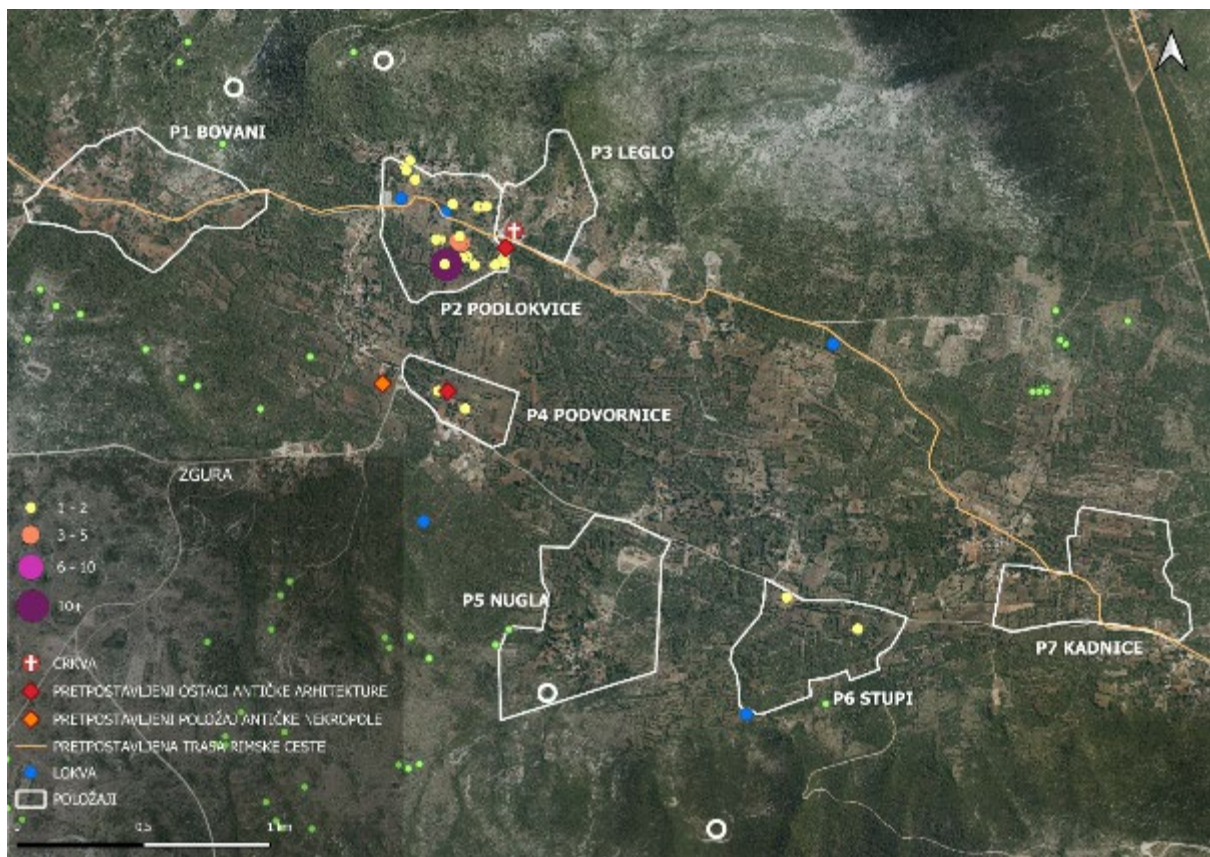 P1 BOVANI
P3 LEGLO
P2 PODLOKVICE
P4 PODVORNICE
ZGURA
P5 NUGLA
P6 STUPI
P7 KADNICE
1 - 2
3 - 5
6 - 10
10+
CRKVA
PRETPOSTAVLJENI OSTACI ANTIČKE ARHITEKTURE
PRETPOSTAVLJENI POLOŽAJ ANTIČKE NEKROPOLE
PRETPOSTAVLJENA TRASA RIMSKE CESTE
LOKVA
POLOŽAJI
0 0.5 1 km